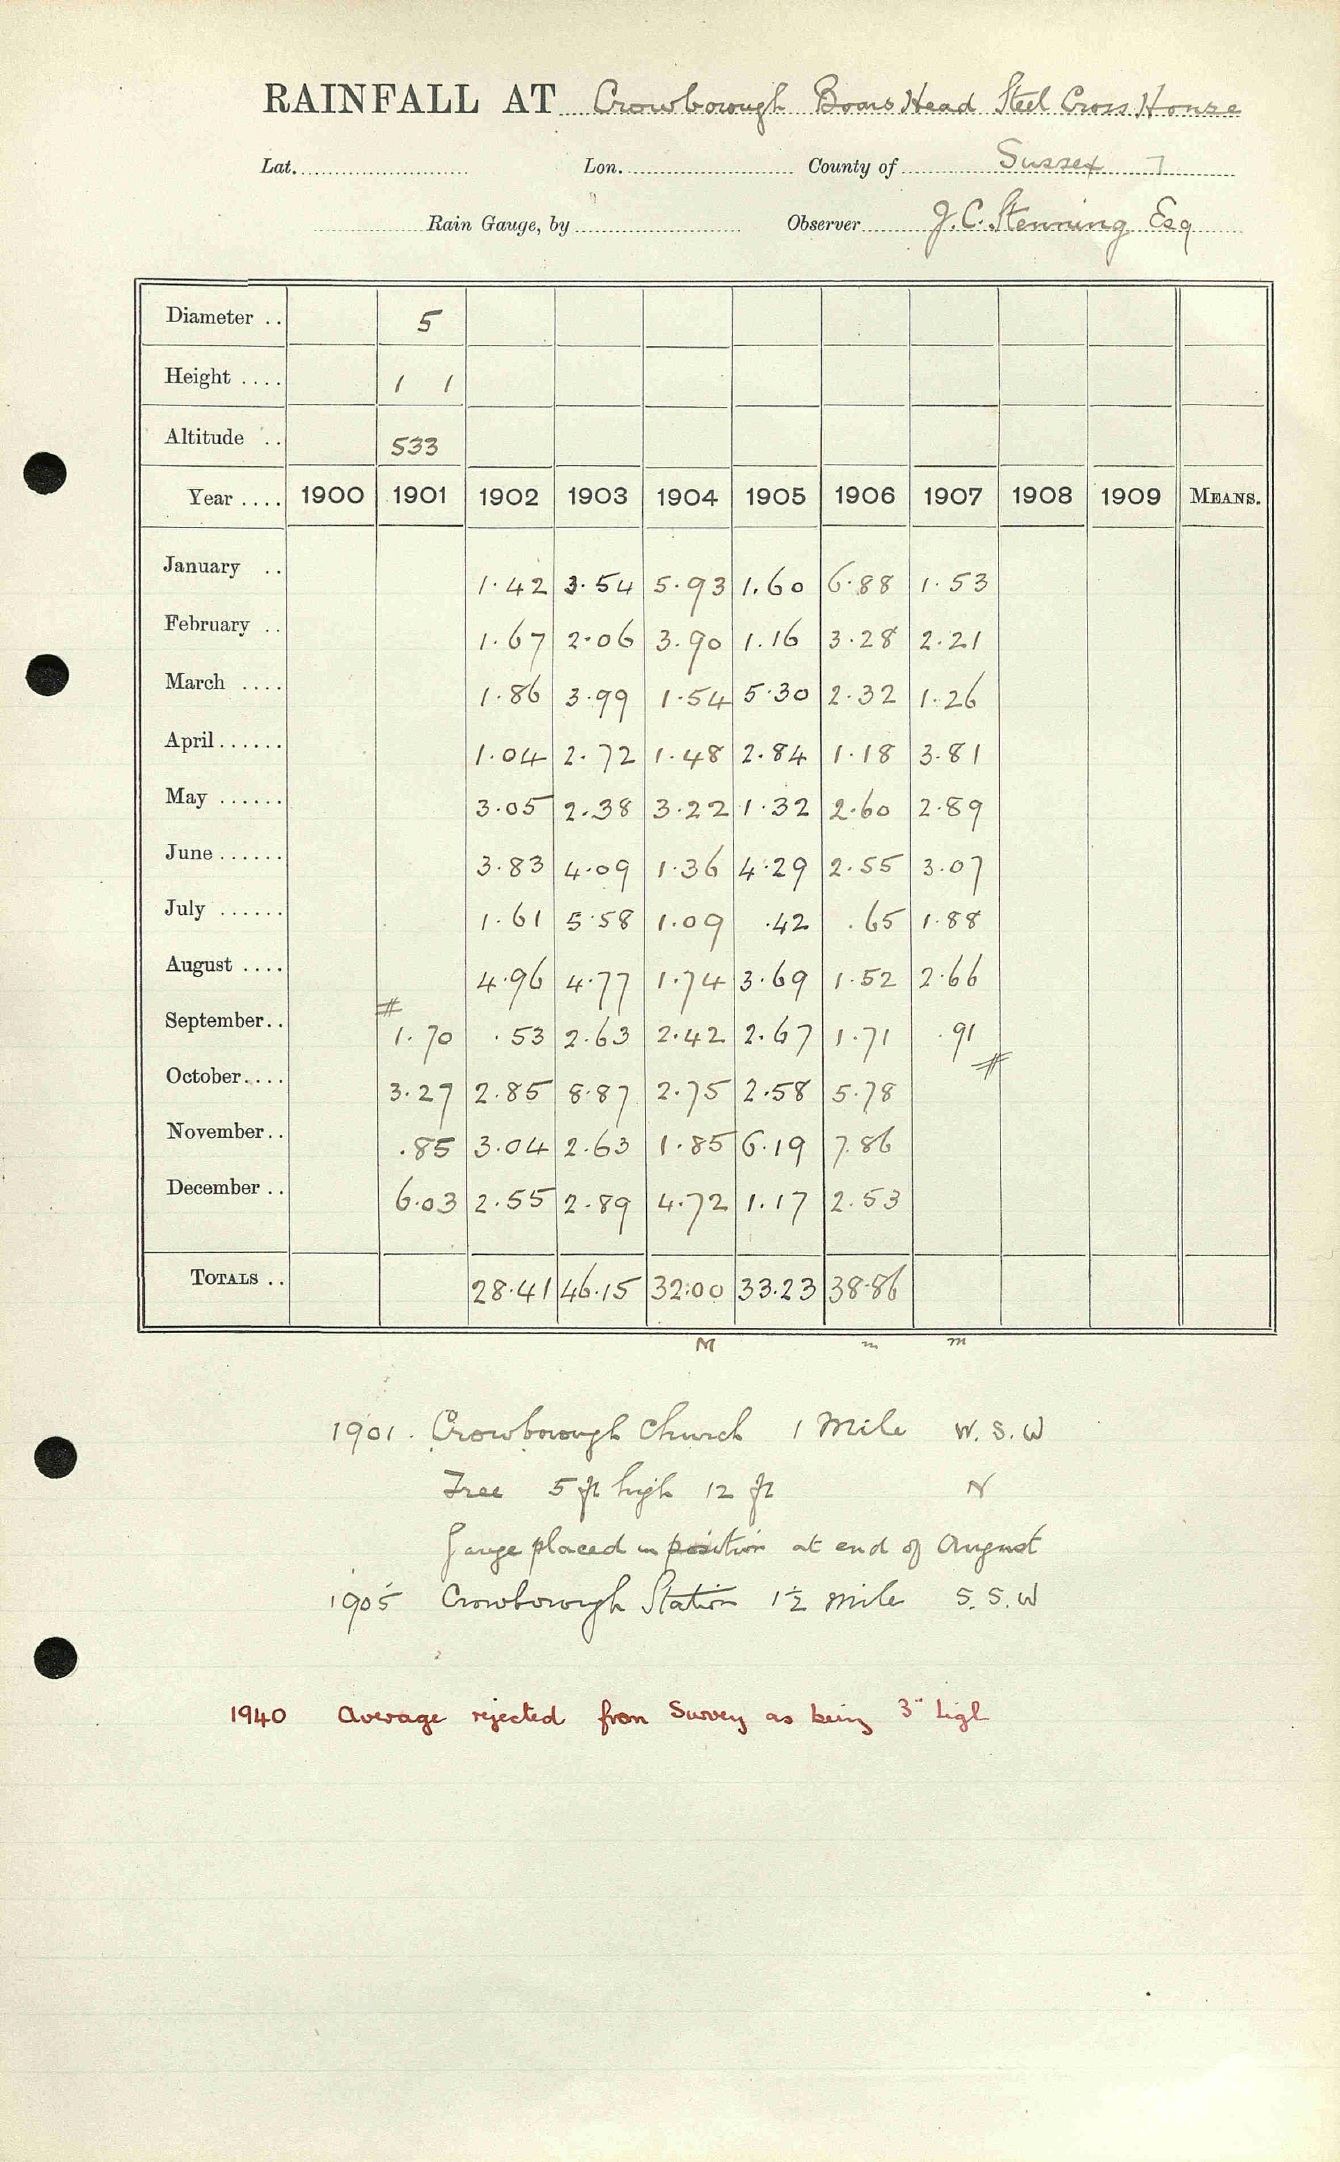 RAINFALL AT Crowborough Boars Head Steel Cross House
Lat. Lon. County of Sussex 7
Rain Gauge, by Observer J. C. Stenning Esq
Diameter .. 5
Height .... 1 1
Altitude .. 533
Year .... 1900 1901 1902 1903 1904 1905 1906 1907 1908 1909 MEANS.
January .. 1.42 3.54 5.93 1.60 6.88 1.53
February .. 1.67 2.06 3.90 1.16 3.28 2.21
March .... 1.86 3.99 1.54 5.30 2.32 1.26
April ...... 1.04 2.72 1.48 2.84 1.18 3.81
May ...... 3.05 2.38 3.22 1.32 2.60 2.89
June ...... 3.83 4.09 1.36 4.29 2.55 3.07
July ...... 1.61 5.58 1.09 .42 .65 1.88
August .... 4.96 4.77 1.74 3.69 1.52 2.66
September.. # 1.70 .53 2.63 2.42 2.67 1.71 .91 #
October.... 3.27 2.85 8.87 2.75 2.58 5.78
November.. .85 3.04 2.63 1.85 6.19 7.86
December .. 6.03 2.55 2.89 4.72 1.17 2.53
TOTALS .. 28.41 46.15 32.00 33.23 38.86
M m m
1901. Crowborough Church 1 Mile W. S. W
Tree 5 ft high 12 ft N
Gauge placed in position at end of August
1905 Crowborough Station 1½ mile S. S. W
1940 Average rejected from Survey as being 3" high